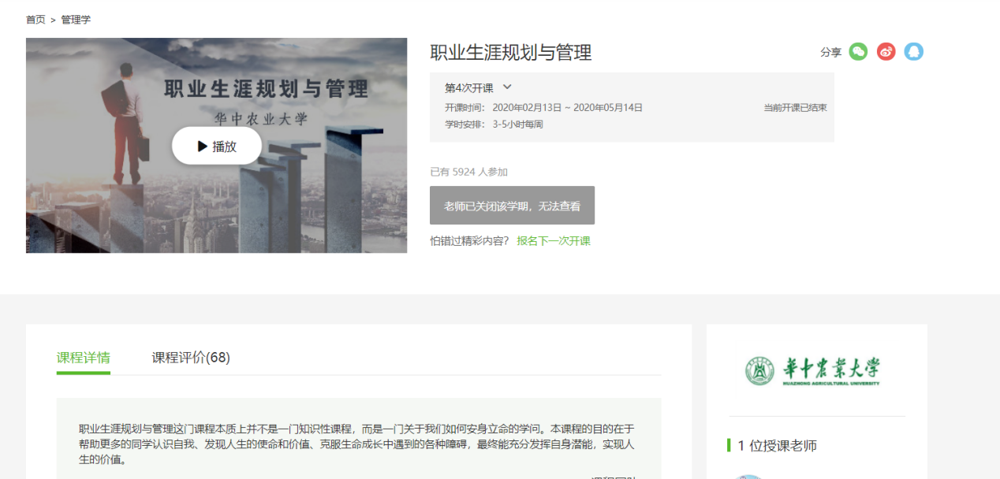 首页 > 管理学
职业生涯规划与管理
华中农业大学
播放
职业生涯规划与管理
分享
第4次开课
开课时间： 2020年02月13日 ~ 2020年05月14日
当前开课已结束
学时安排： 3-5小时每周
已有 5924 人参加
老师已关闭该学期，无法查看
怕错过精彩内容？ 报名下一次开课
课程详情
课程评价(68)
职业生涯规划与管理这门课程本质上并不是一门知识性课程，而是一门关于我们如何安身立命的学问。本课程的目的在于
帮助更多的同学认识自我、发现人生的使命和价值、克服生命成长中遇到的各种障碍，最终能充分发挥自身潜能，实现人
生的价值。
华中农业大学
HUAZHONG AGRICULTURAL UNIVERSITY
1 位授课老师